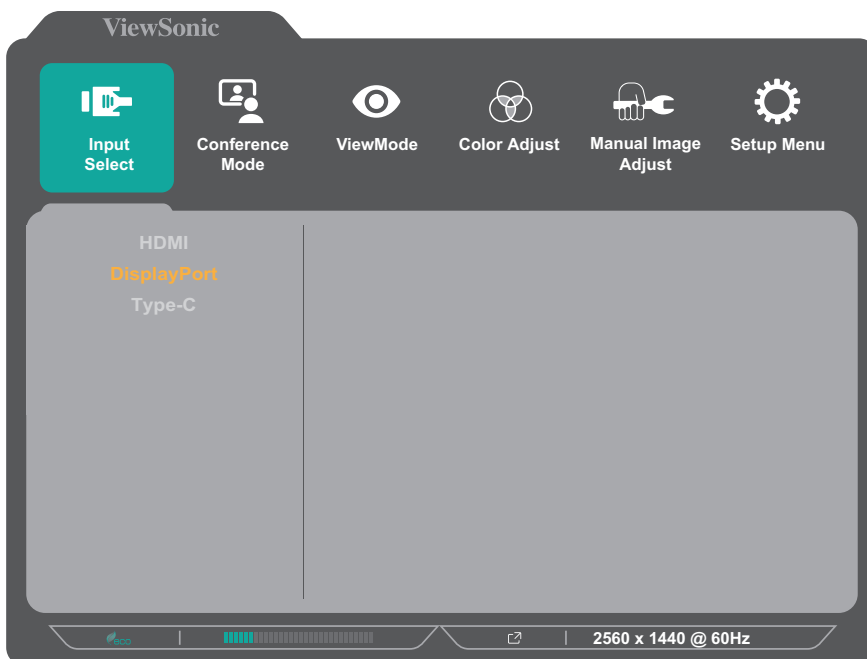 ViewSonic
Input
Select
Conference
Mode
ViewMode
Color Adjust
Manual Image
Adjust
Setup Menu
HDMI
DisplayPort
Type-C
eco
2560 x 1440 @ 60Hz